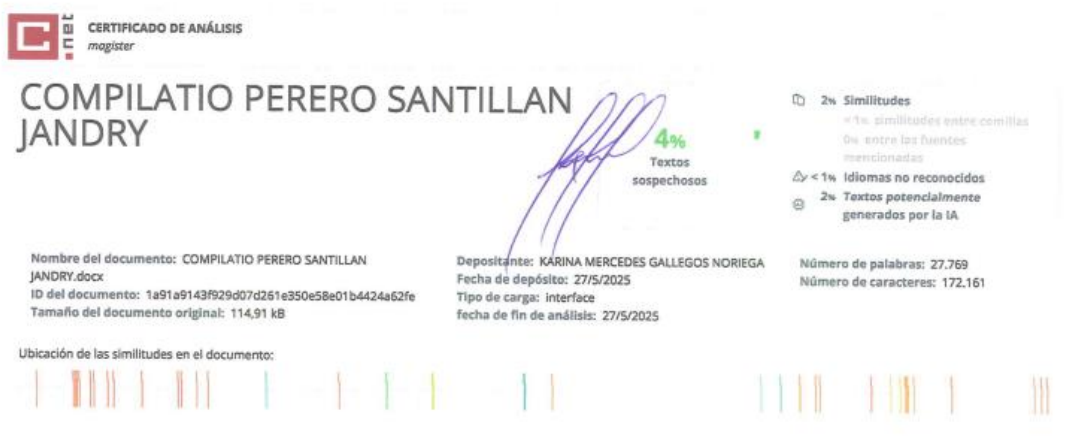 C .net
CERTIFICADO DE ANÁLISIS
magister
COMPILATIO PERERO SANTILLAN
JANDRY
4%
Textos
sospechosos
2% Similitudes
<1% similitudes entre comillas
0% entre las fuentes
mencionadas
<1% Idiomas no reconocidos
2% Textos potencialmente
generados por la IA
Nombre del documento: COMPILATIO PERERO SANTILLAN
JANDRY.docx
ID del documento: 1a91a9143f929d07d261e350e58e01b4424a62fe
Tamaño del documento original: 114,91 kB
Depositante: KARINA MERCEDES GALLEGOS NORIEGA
Fecha de depósito: 27/5/2025
Tipo de carga: interface
fecha de fin de análisis: 27/5/2025
Número de palabras: 27.769
Número de caracteres: 172.161
Ubicación de las similitudes en el documento: